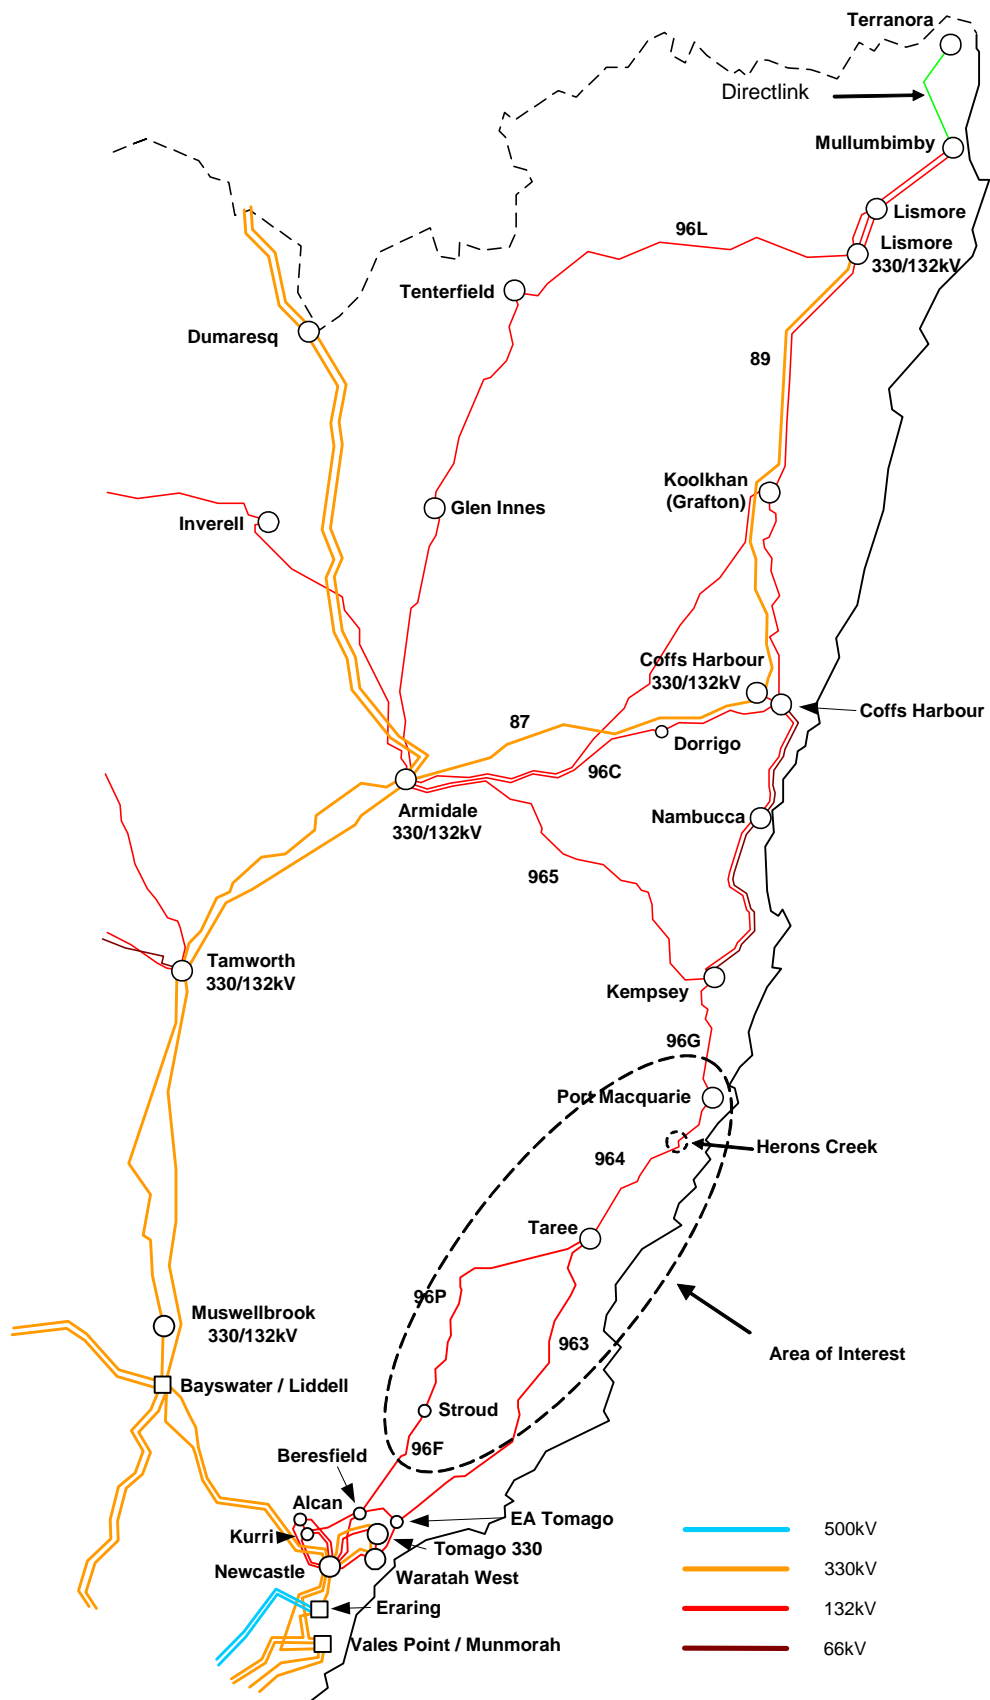 Terranora
Directlink
Mullumbimby
Lismore
96L
Lismore
330/132kV
Tenterfield
Dumaresq
89
Koolkhan
(Grafton)
Glen Innes
Inverell
Coffs Harbour
330/132kV
Coffs Harbour
87
Dorrigo
96C
Armidale
330/132kV
Nambucca
965
Tamworth
330/132kV
Kempsey
96G
Port Macquarie
Herons Creek
964
Taree
96P
Muswellbrook
330/132kV
963
Area of Interest
Bayswater / Liddell
Stroud
96F
Beresfield
Alcan
EA Tomago
Kurri
Tomago 330
Newcastle
Waratah West
Eraring
Vales Point / Munmorah
500kV
330kV
132kV
66kV